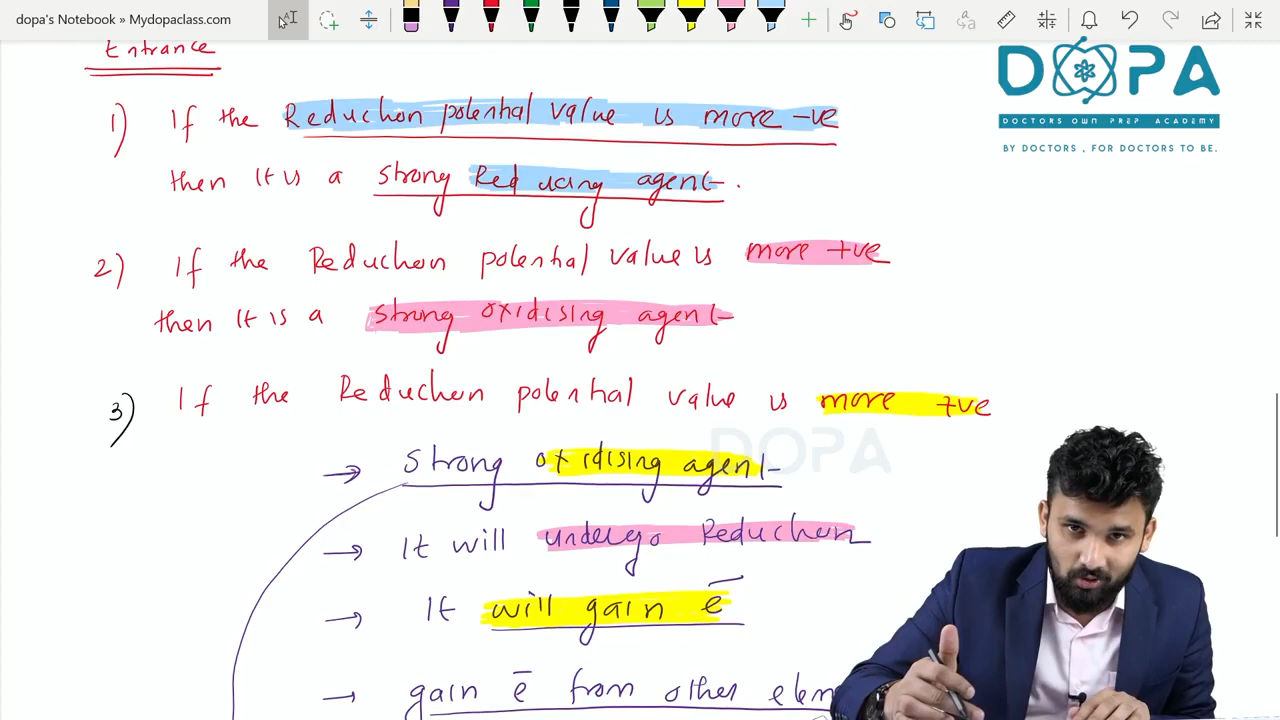 dopa's Notebook » Mydopaclass.com
Entrance
DOPA
DOCTORS OWN PREP ACADEMY
BY DOCTORS , FOR DOCTORS TO BE.
1) If the Reduction potential value is more -ve
then it is a strong Reducing agent.
2) If the Reduction potential value is more +ve
then it is a strong oxidising agent
3) If the Reduction potential value is more +ve
DOPA
→ strong oxidising agent
→ It will undergo Reduction
→ It will gain e⁻
→ gain e⁻ from other elem